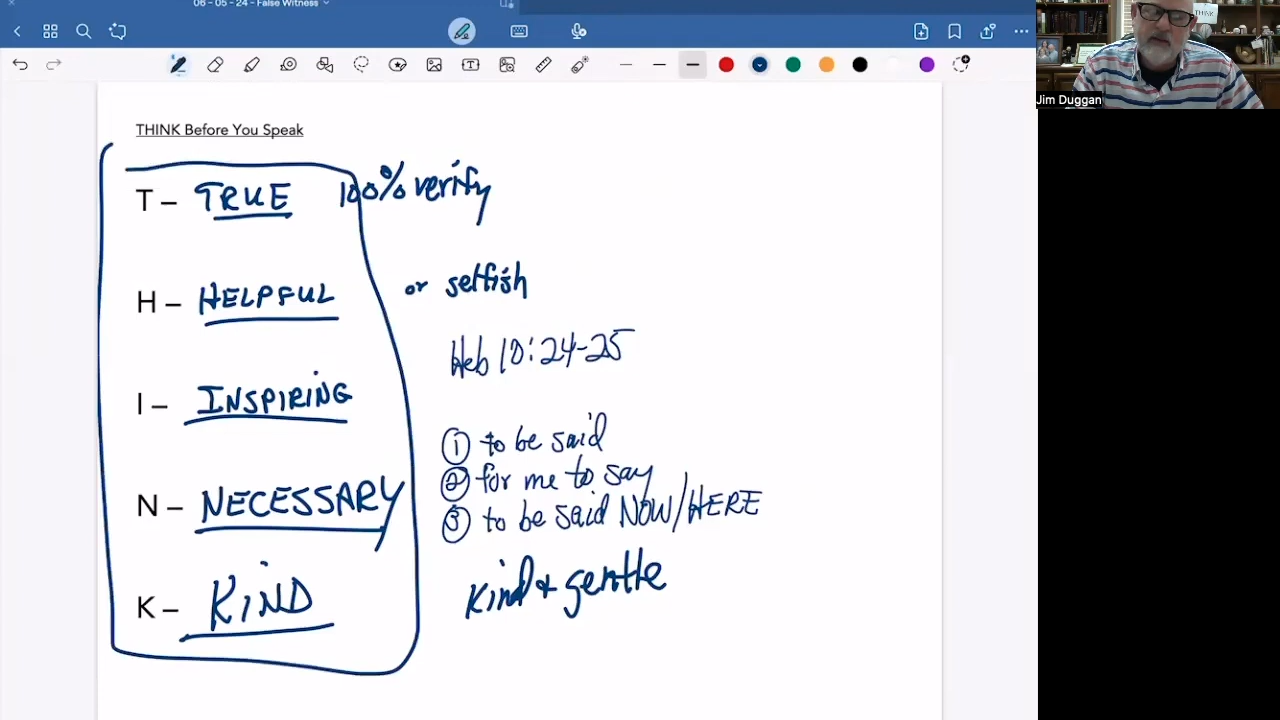 06 - 05 - 24 - False Witness
THINK
Jim Duggan
THINK Before You Speak
T – TRUE 100% verify
H – HELPFUL or selfish
Heb 10:24-25
I – INSPIRING
① to be said
② for me to say
N – NECESSARY ③ to be said NOW/HERE
K – KiND kind + gentle